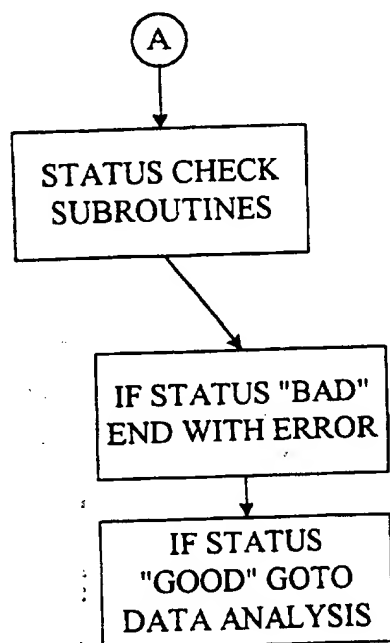 A
STATUS CHECK
SUBROUTINES
IF STATUS "BAD"
END WITH ERROR
IF STATUS
"GOOD" GOTO
DATA ANALYSIS